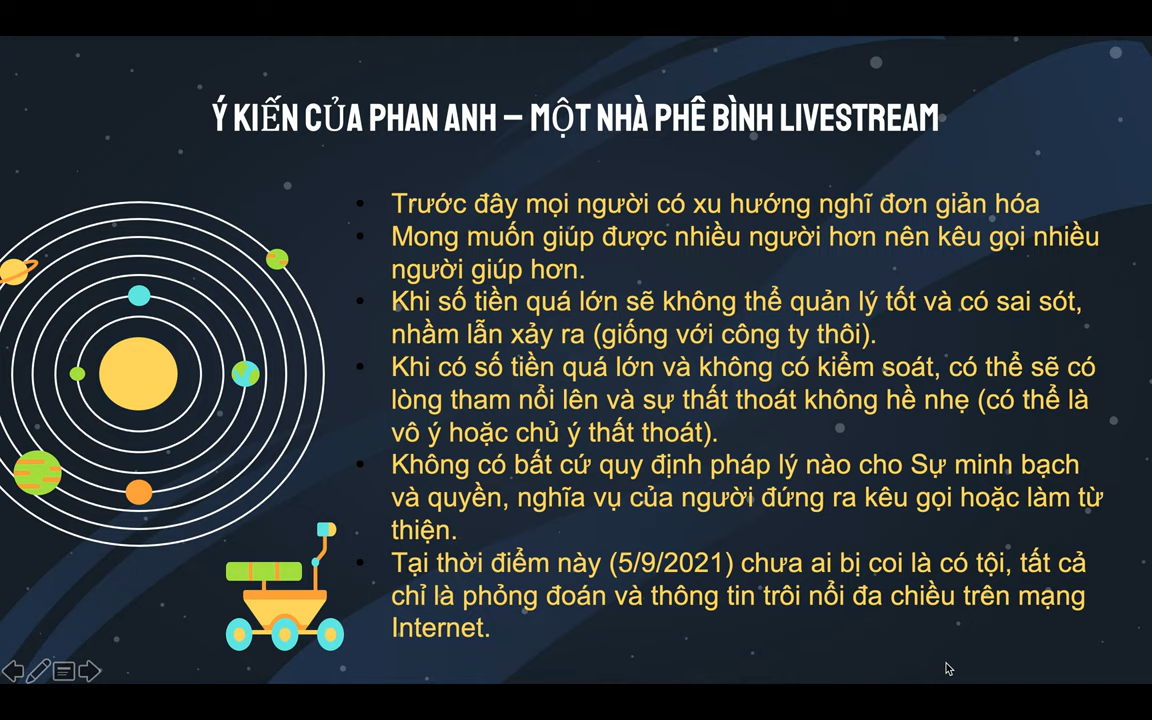 Ý KIẾN CỦA PHAN ANH – MỘT NHÀ PHÊ BÌNH LIVESTREAM
• Trước đây mọi người có xu hướng nghĩ đơn giản hóa
• Mong muốn giúp được nhiều người hơn nên kêu gọi nhiều
người giúp hơn.
• Khi số tiền quá lớn sẽ không thể quản lý tốt và có sai sót,
nhầm lẫn xảy ra (giống với công ty thôi).
• Khi có số tiền quá lớn và không có kiểm soát, có thể sẽ có
lòng tham nổi lên và sự thất thoát không hề nhẹ (có thể là
vô ý hoặc chủ ý thất thoát).
• Không có bất cứ quy định pháp lý nào cho Sự minh bạch
và quyền, nghĩa vụ của người đứng ra kêu gọi hoặc làm từ
thiện.
• Tại thời điểm này (5/9/2021) chưa ai bị coi là có tội, tất cả
chỉ là phỏng đoán và thông tin trôi nổi đa chiều trên mạng
Internet.